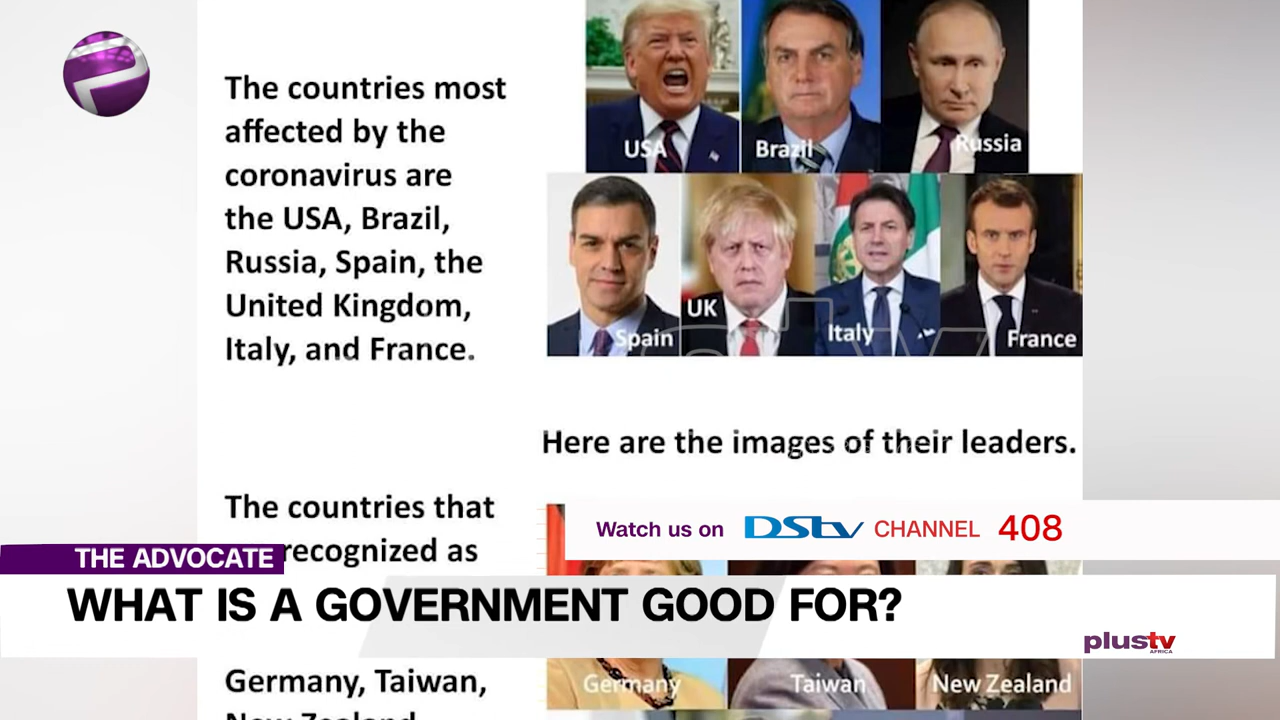 The countries most
affected by the
coronavirus are
the USA, Brazil,
Russia, Spain, the
United Kingdom,
Italy, and France.
USA
Brazil
Russia
Spain
UK
Italy
France
Here are the images of their leaders.
The countries that
recognized as
Watch us on DStv CHANNEL 408
THE ADVOCATE
WHAT IS A GOVERNMENT GOOD FOR?
plustv
AFRICA
Germany, Taiwan,
New Zealand
Germany
Taiwan
New Zealand